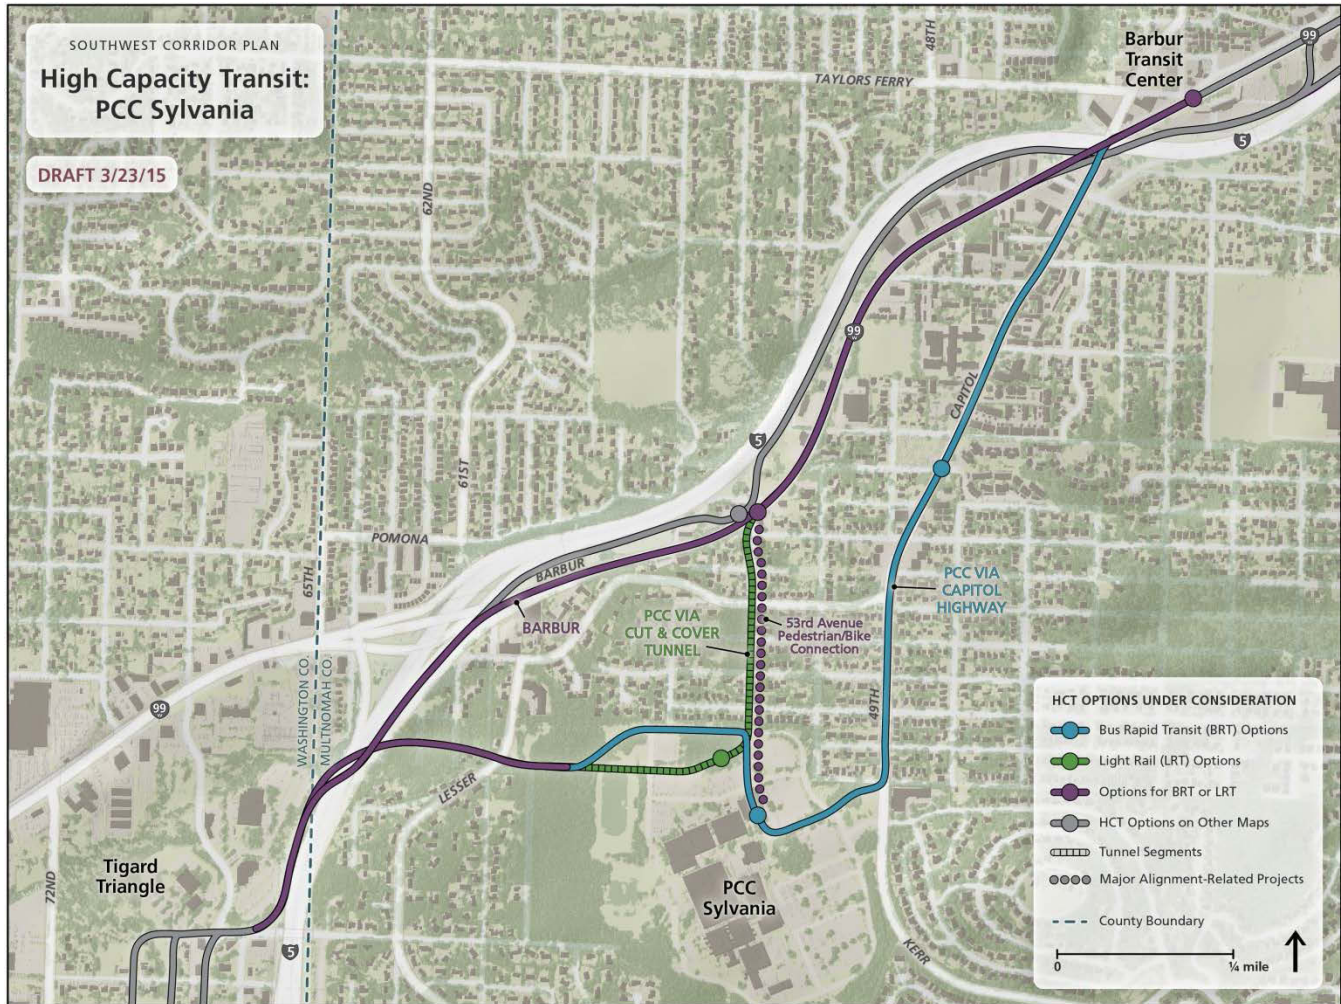 SOUTHWEST CORRIDOR PLAN
High Capacity Transit:
PCC Sylvania
DRAFT 3/23/15
48TH
Barbur
Transit
Center
99
TAYLORS FERRY
5
62ND
99
CAPITOL
5
61ST
POMONA
65TH
BARBUR
BARBUR
PCC VIA
CUT & COVER
TUNNEL
53rd Avenue
Pedestrian/Bike
Connection
PCC VIA
CAPITOL
HIGHWAY
49TH
99
WASHINGTON CO.
MULTNOMAH CO.
LESSER
Tigard
Triangle
72ND
5
PCC
Sylvania
KERR
HCT OPTIONS UNDER CONSIDERATION
Bus Rapid Transit (BRT) Options
Light Rail (LRT) Options
Options for BRT or LRT
HCT Options on Other Maps
Tunnel Segments
Major Alignment-Related Projects
County Boundary
0 ¼ mile